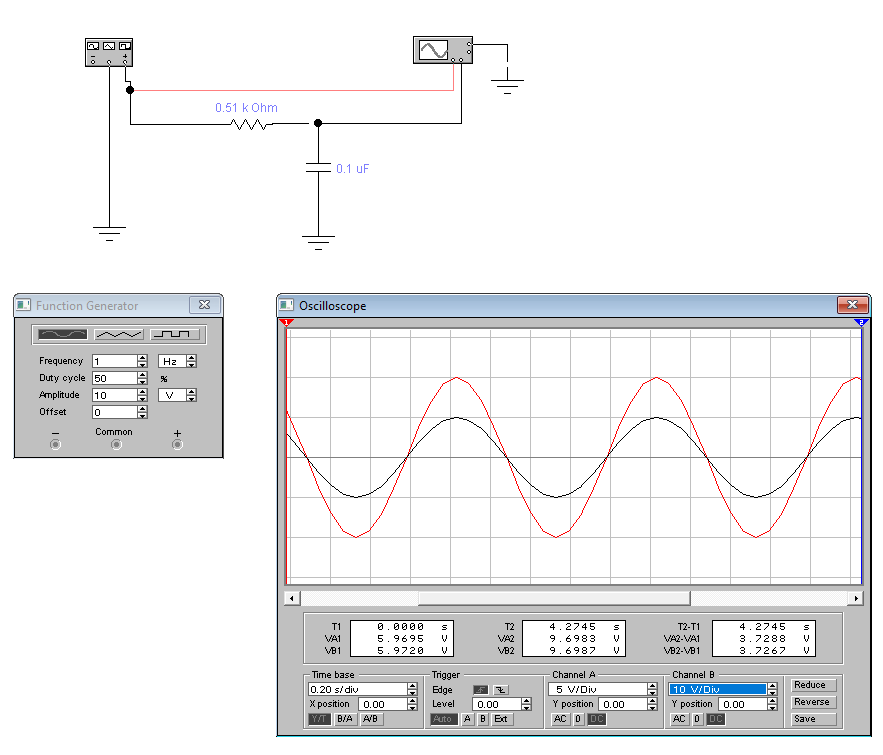 0.51 k Ohm
0.1 uF
Function Generator
Frequency 1 Hz
Duty cycle 50 %
Amplitude 10 V
Offset 0
− Common +
Oscilloscope
1 2
T1 0.0000 s T2 4.2745 s T2-T1 4.2745 s
VA1 5.9695 V VA2 9.6983 V VA2-VA1 3.7288 V
VB1 5.9720 V VB2 9.6987 V VB2-VB1 3.7267 V
Time base Trigger Channel A Channel B
0.20 s/div Edge 5 V/Div 10 V/Div Reduce
X position 0.00 Level 0.00 Y position 0.00 Y position 0.00 Reverse
Y/T B/A A/B Auto A B Ext AC 0 DC AC 0 DC Save